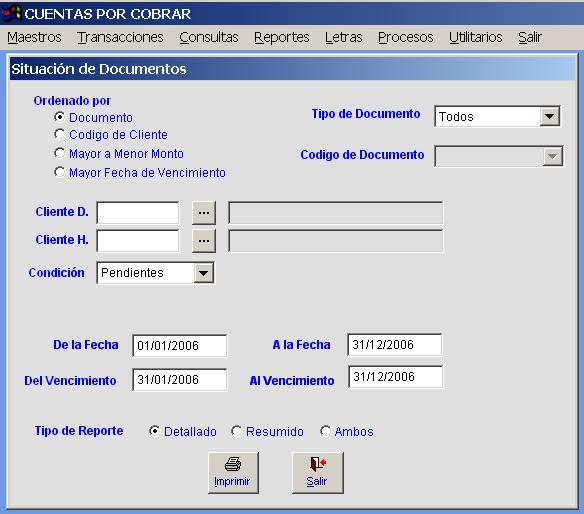 CUENTAS POR COBRAR
Maestros Transacciones Consultas Reportes Letras Procesos Utilitarios Salir
Situación de Documentos
Ordenado por
Documento
Codigo de Cliente
Mayor a Menor Monto
Mayor Fecha de Vencimiento
Tipo de Documento Todos
Codigo de Documento
Cliente D. ...
Cliente H. ...
Condición Pendientes
De la Fecha 01/01/2006 A la Fecha 31/12/2006
Del Vencimiento 31/01/2006 Al Vencimiento 31/12/2006
Tipo de Reporte Detallado Resumido Ambos
Imprimir Salir